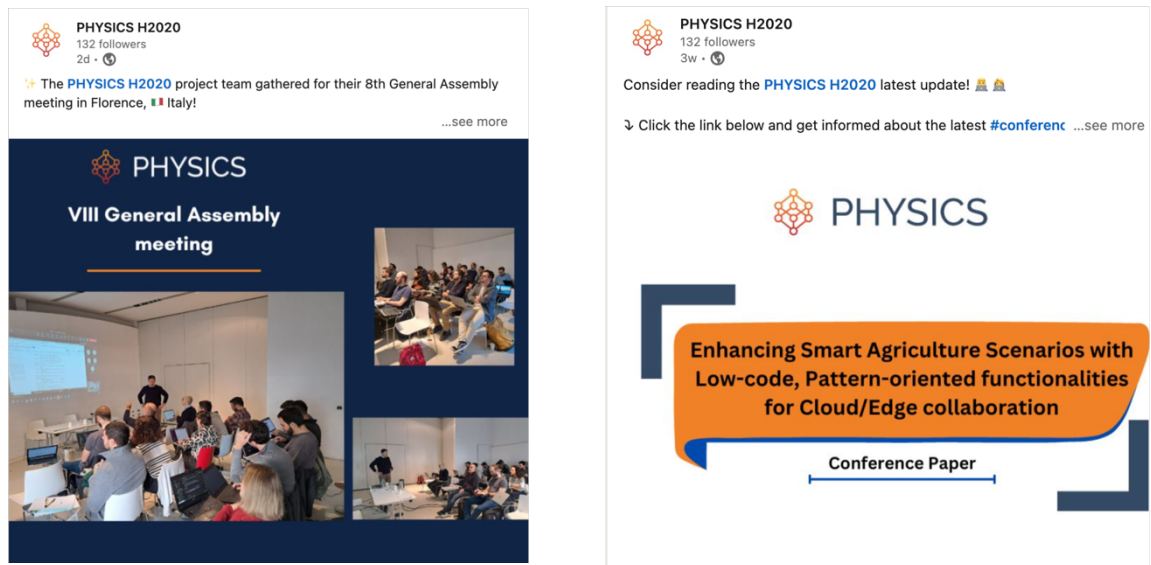 PHYSICS H2020
132 followers
2d •
✨ The PHYSICS H2020 project team gathered for their 8th General Assembly
meeting in Florence, 🇮🇹 Italy!
...see more
PHYSICS
VIII General Assembly
meeting
PHYSICS H2020
132 followers
3w •
Consider reading the PHYSICS H2020 latest update!
⤵ Click the link below and get informed about the latest #conferenc ...see more
PHYSICS
Enhancing Smart Agriculture Scenarios with
Low-code, Pattern-oriented functionalities
for Cloud/Edge collaboration
Conference Paper